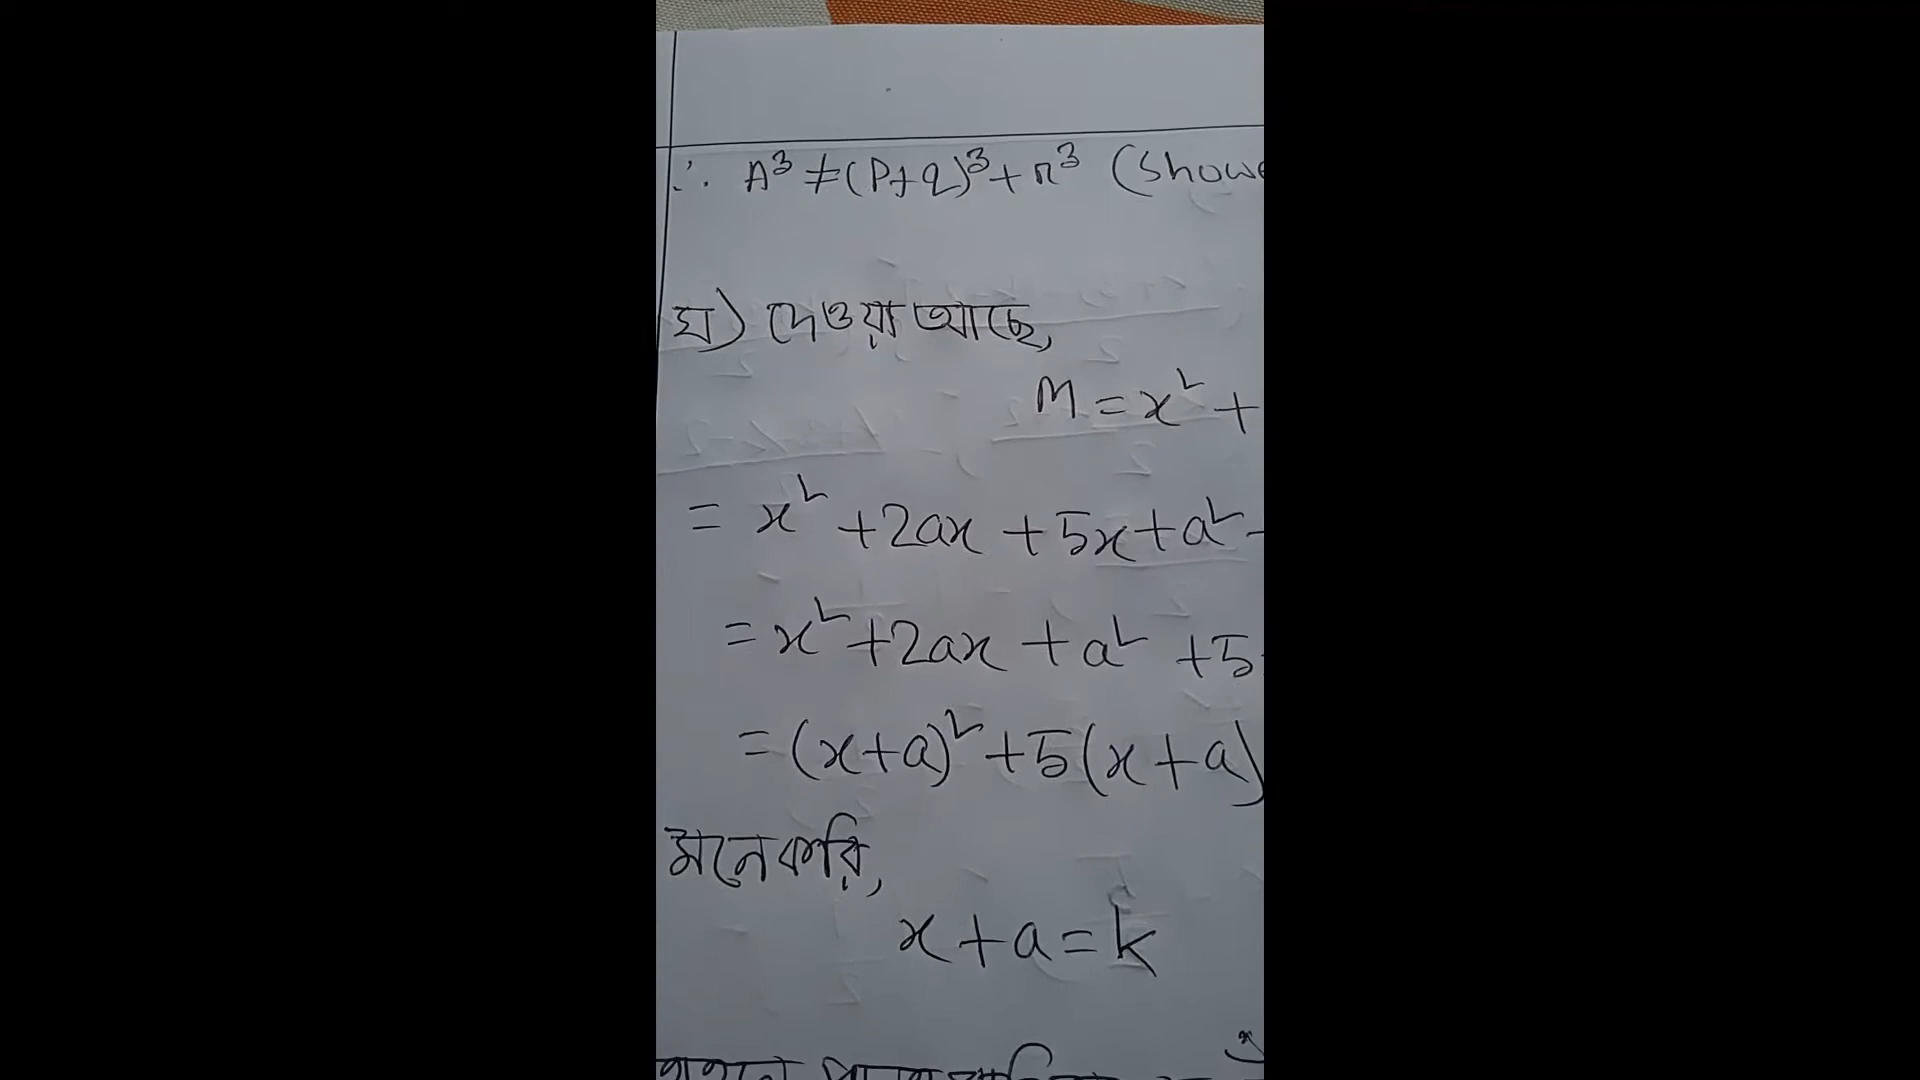 ∴ A³ ≠ (P+q)³ + r³ (Showe
ঘ) দেওয়া আছে,
M = x² +
= x² + 2ax + 5x + a²
= x² + 2ax + a² + 5
= (x+a)² + 5(x+a)
মনে করি,
x + a = k